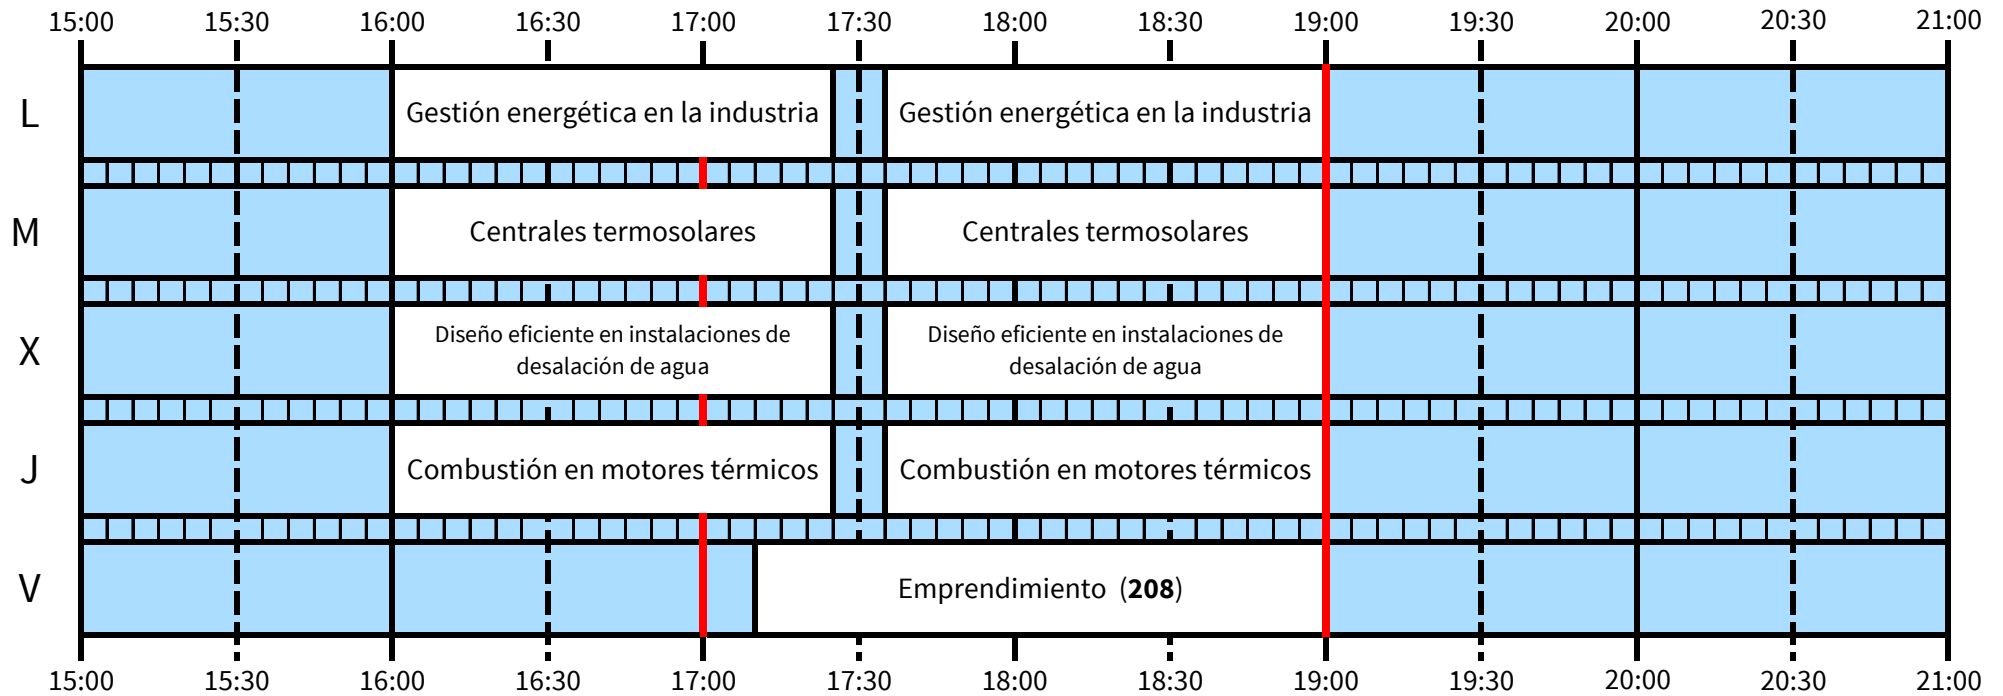 15:00 15:30 16:00 16:30 17:00 17:30 18:00 18:30 19:00 19:30 20:00 20:30 21:00
L Gestión energética en la industria Gestión energética en la industria
M Centrales termosolares Centrales termosolares
X Diseño eficiente en instalaciones de Diseño eficiente en instalaciones de
desalación de agua desalación de agua
J Combustión en motores térmicos Combustión en motores térmicos
V Emprendimiento (208)
15:00 15:30 16:00 16:30 17:00 17:30 18:00 18:30 19:00 19:30 20:00 20:30 21:00